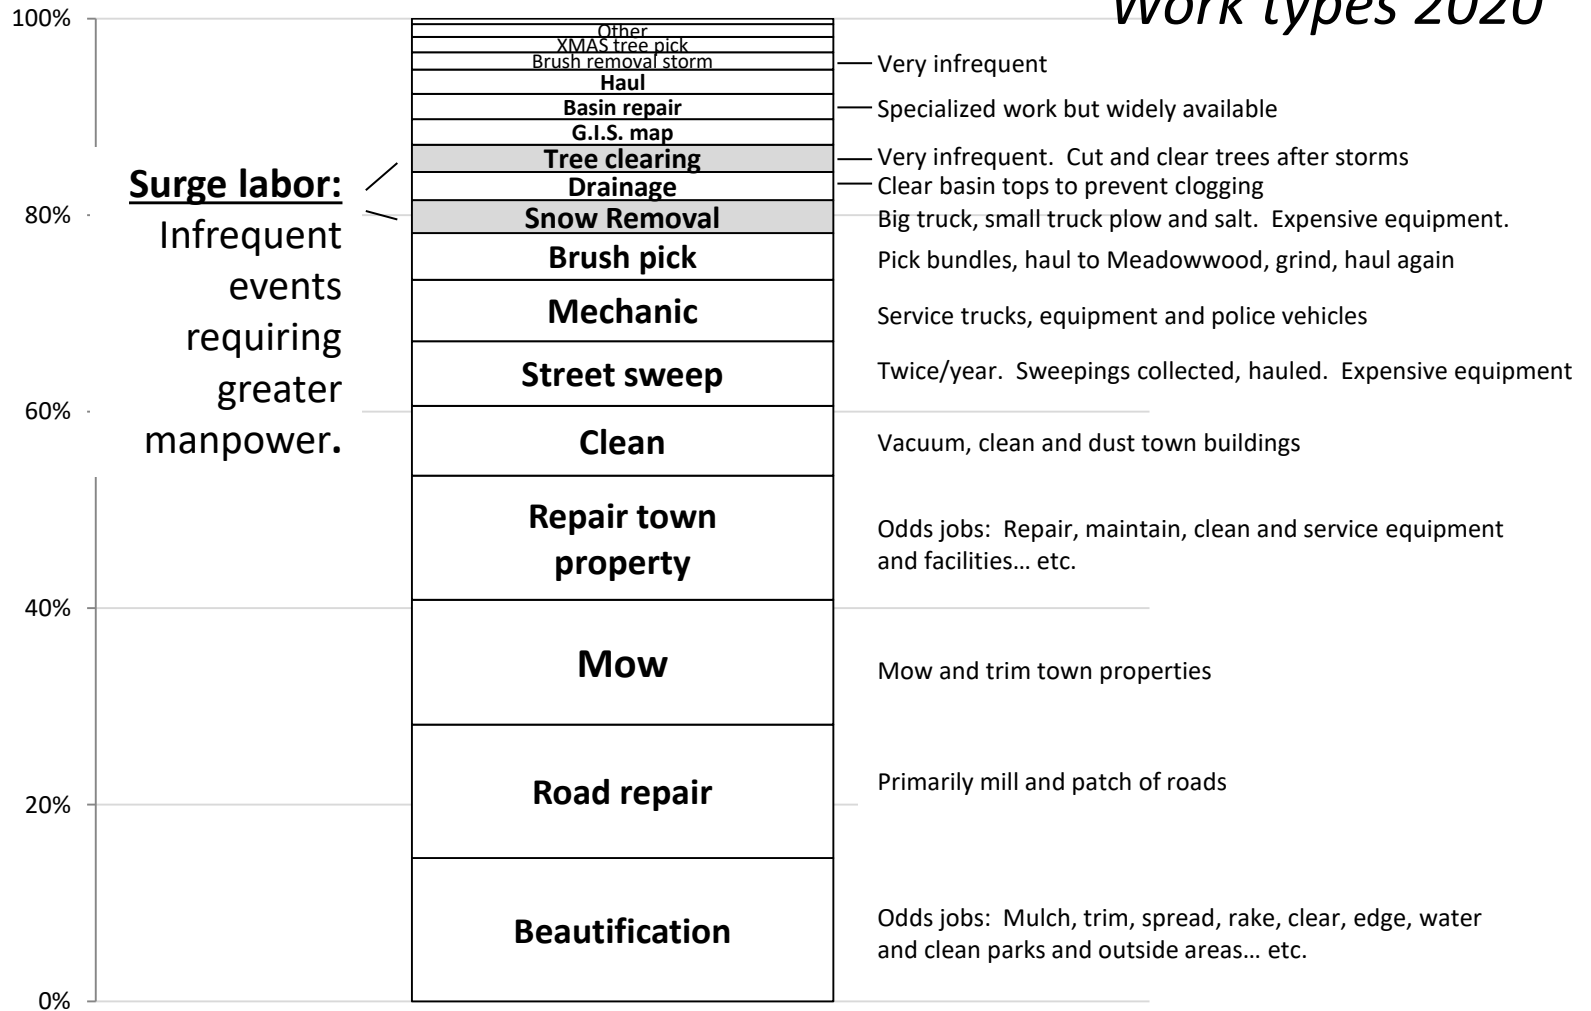 Work types 2020
100%
80%
60%
40%
20%
0%
Surge labor:
Infrequent
events
requiring
greater
manpower.
Other
XMAS tree pick
Brush removal storm
Haul
Basin repair
G.I.S. map
Tree clearing
Drainage
Snow Removal
Brush pick
Mechanic
Street sweep
Clean
Repair town
property
Mow
Road repair
Beautification
Very infrequent
Specialized work but widely available
Very infrequent. Cut and clear trees after storms
Clear basin tops to prevent clogging
Big truck, small truck plow and salt. Expensive equipment.
Pick bundles, haul to Meadowwood, grind, haul again
Service trucks, equipment and police vehicles
Twice/year. Sweepings collected, hauled. Expensive equipment
Vacuum, clean and dust town buildings
Odds jobs: Repair, maintain, clean and service equipment
and facilities... etc.
Mow and trim town properties
Primarily mill and patch of roads
Odds jobs: Mulch, trim, spread, rake, clear, edge, water
and clean parks and outside areas... etc.